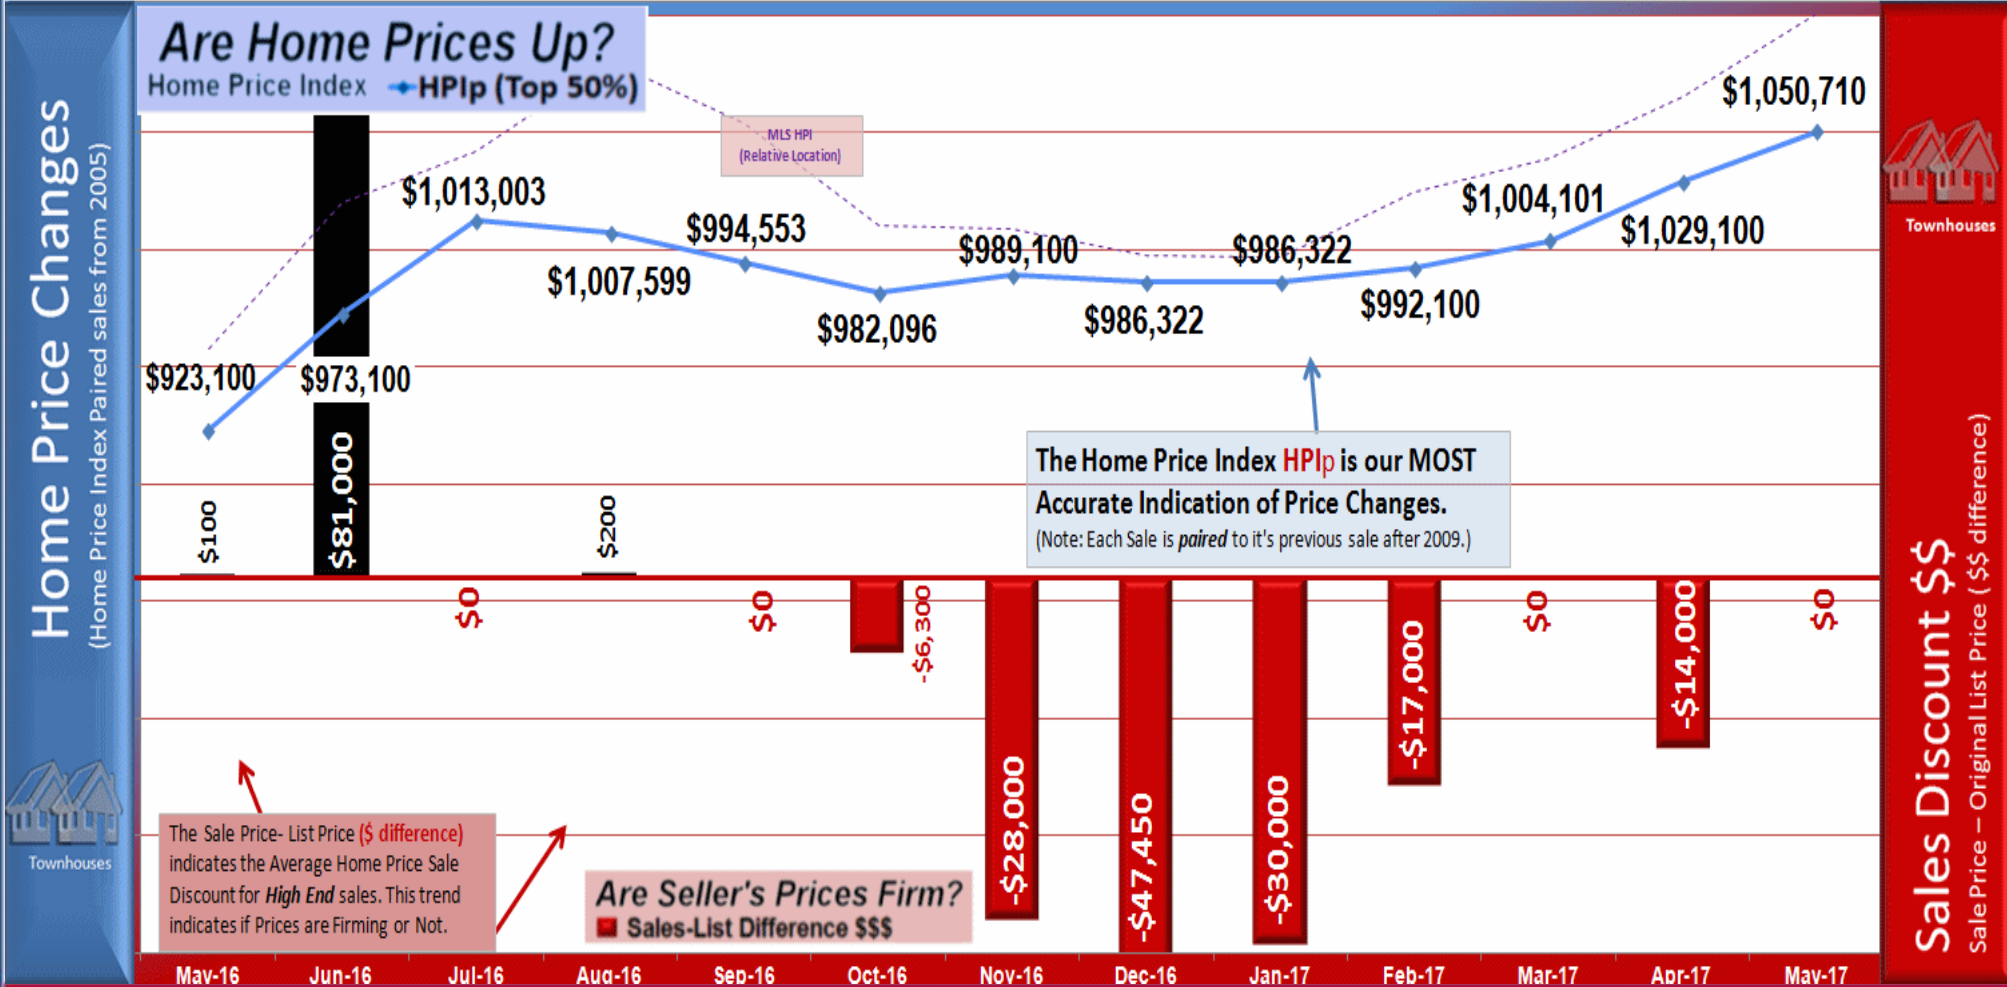 Home Price Changes
(Home Price Index Paired sales from 2005)
Townhouses
Are Home Prices Up?
Home Price Index HPIp (Top 50%)
MLS HPI
(Relative Location)
$923,100
$973,100
$1,013,003
$1,007,599
$994,553
$982,096
$989,100
$986,322
$986,322
$992,100
$1,004,101
$1,029,100
$1,050,710
The Home Price Index HPIp is our MOST
Accurate Indication of Price Changes.
(Note: Each Sale is paired to it's previous sale after 2009.)
$100
$81,000
$0
$200
$0
-$6,300
-$28,000
-$47,450
-$30,000
-$17,000
$0
-$14,000
$0
The Sale Price- List Price ($ difference)
indicates the Average Home Price Sale
Discount for High End sales. This trend
indicates if Prices are Firming or Not.
Are Seller's Prices Firm?
Sales-List Difference $$$
May-16 Jun-16 Jul-16 Aug-16 Sep-16 Oct-16 Nov-16 Dec-16 Jan-17 Feb-17 Mar-17 Apr-17 May-17
Townhouses
Sales Discount $$
Sale Price – Original List Price ( $$ difference)